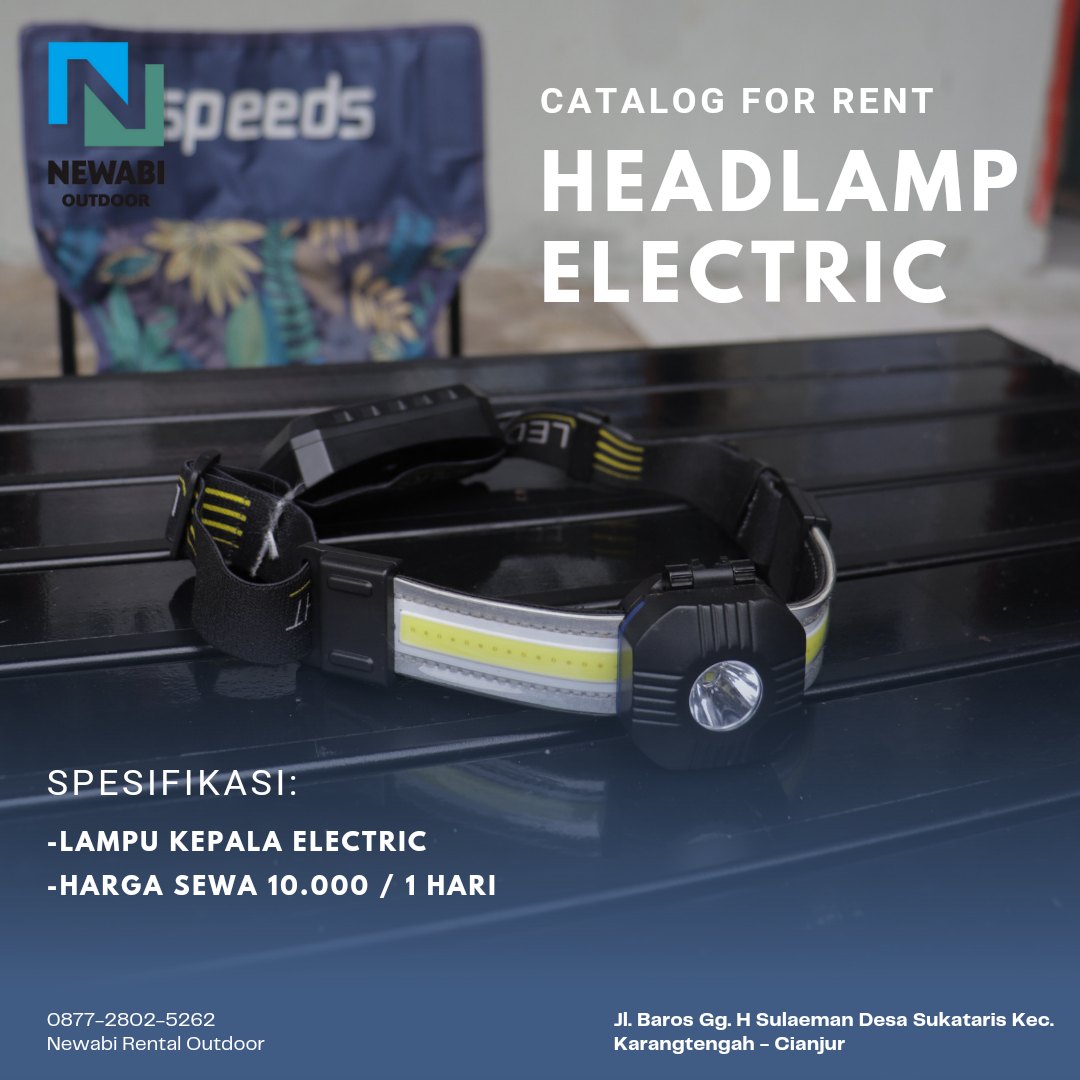 speeds
NEWABI
OUTDOOR
CATALOG FOR RENT
HEADLAMP
ELECTRIC
LED
SPESIFIKASI:
-LAMPU KEPALA ELECTRIC
-HARGA SEWA 10.000 / 1 HARI
0877-2802-5262
Newabi Rental Outdoor
Jl. Baros Gg. H Sulaeman Desa Sukataris Kec.
Karangtengah - Cianjur